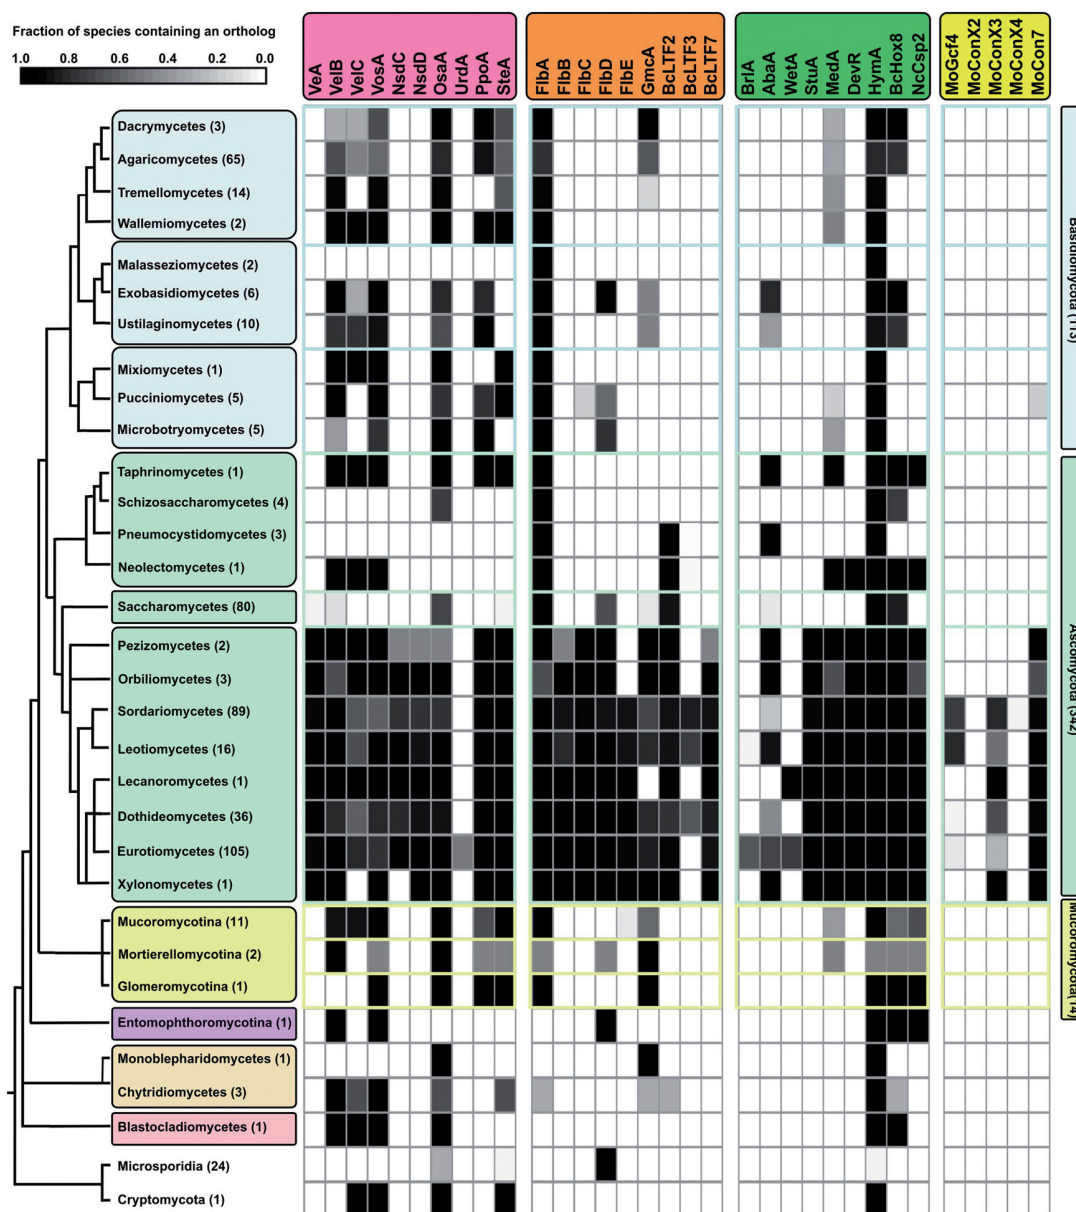 Fraction of species containing an ortholog
1.0 0.8 0.6 0.4 0.2 0.0
VeA
VelB
VelC
VosA
NsdC
NsdD
OsaA
UrdA
PpoA
SteA
FlbA
FlbB
FlbC
FlbD
FlbE
GmcA
BcLTF2
BcLTF3
BcLTF7
BrlA
AbaA
WetA
StuA
MedA
DevR
HymA
BcHox8
NcCsp2
MoGcf4
MoConX2
MoConX3
MoConX4
MoCon7
Dacrymycetes (3)
Agaricomycetes (65)
Tremellomycetes (14)
Wallemiomycetes (2)
Malasseziomycetes (2)
Exobasidiomycetes (6)
Ustilaginomycetes (10)
Mixiomycetes (1)
Pucciniomycetes (5)
Microbotryomycetes (5)
Basidiomycota (113)
Taphrinomycetes (1)
Schizosaccharomycetes (4)
Pneumocystidomycetes (3)
Neolectomycetes (1)
Saccharomycetes (80)
Pezizomycetes (2)
Orbiliomycetes (3)
Sordariomycetes (89)
Leotiomycetes (16)
Lecanoromycetes (1)
Dothideomycetes (36)
Eurotiomycetes (105)
Xylonomycetes (1)
Ascomycota (342)
Mucoromycotina (11)
Mortierellomycotina (2)
Glomeromycotina (1)
Mucoromycota(14)
Entomophthoromycotina (1)
Monoblepharidomycetes (1)
Chytridiomycetes (3)
Blastocladiomycetes (1)
Microsporidia (24)
Cryptomycota (1)